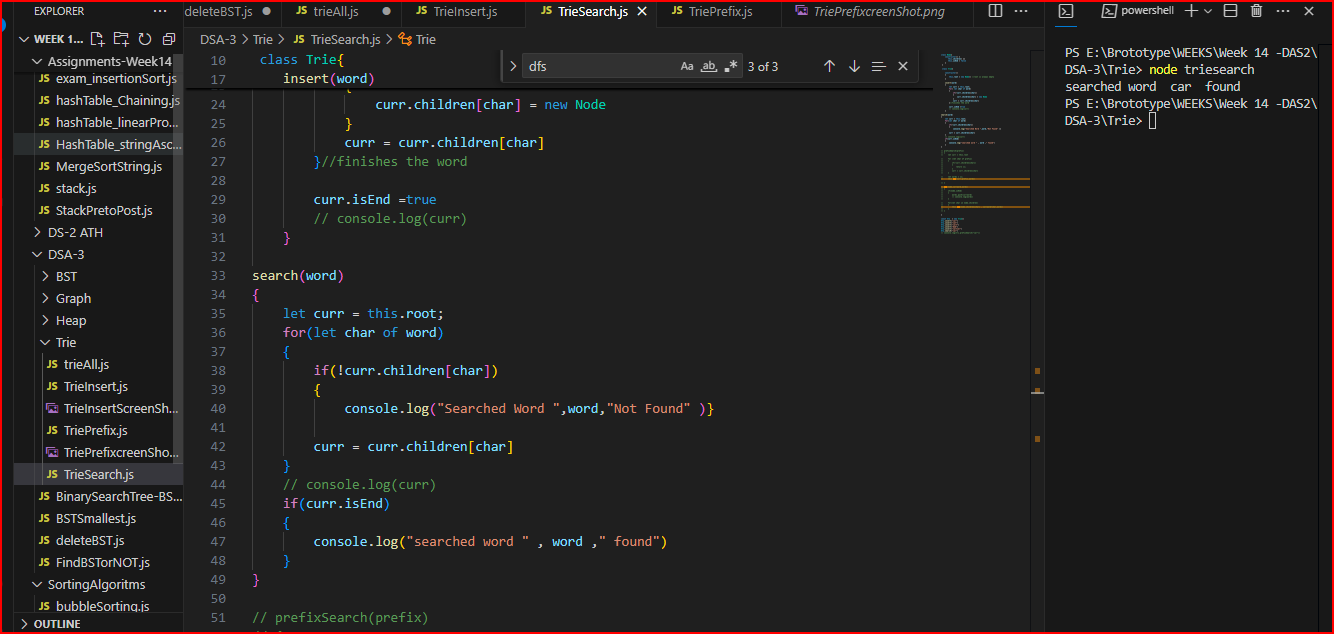 EXPLORER ...
WEEK 1...
Assignments-Week14
JS exam_insertionSort.js
JS hashTable_Chaining.js
JS hashTable_linearPro...
JS HashTable_stringAsc...
JS MergeSortString.js
JS stack.js
JS StackPretoPost.js
DS-2 ATH
DSA-3
BST
Graph
Heap
Trie
JS trieAll.js
JS TrieInsert.js
TrieInsertScreenSh...
JS TriePrefix.js
TriePrefixcreenSho...
JS TrieSearch.js
JS BinarySearchTree-BS...
JS BSTSmallest.js
JS deleteBST.js
JS FindBSTorNOT.js
SortingAlgoritms
JS bubbleSorting.js
OUTLINE
deleteBST.js JS trieAll.js JS TrieInsert.js JS TrieSearch.js JS TriePrefix.js TriePrefixcreenShot.png ...
DSA-3 > Trie > JS TrieSearch.js > Trie
dfs Aa ab .* 3 of 3
10 class Trie{
17 insert(word)
{
24 curr.children[char] = new Node
25 }
26 curr = curr.children[char]
27 }//finishes the word
28
29 curr.isEnd =true
30 // console.log(curr)
31 }
32
33 search(word)
34 {
35 let curr = this.root;
36 for(let char of word)
37 {
38 if(!curr.children[char])
39 {
40 console.log("Searched Word ",word,"Not Found" )}
41
42 curr = curr.children[char]
43 }
44 // console.log(curr)
45 if(curr.isEnd)
46 {
47 console.log("searched word " , word ," found")
48 }
49 }
50
51 // prefixSearch(prefix)
powershell ...
PS E:\Brototype\WEEKS\Week 14 -DAS2\
DSA-3\Trie> node triesearch
searched word car found
PS E:\Brototype\WEEKS\Week 14 -DAS2\
DSA-3\Trie>